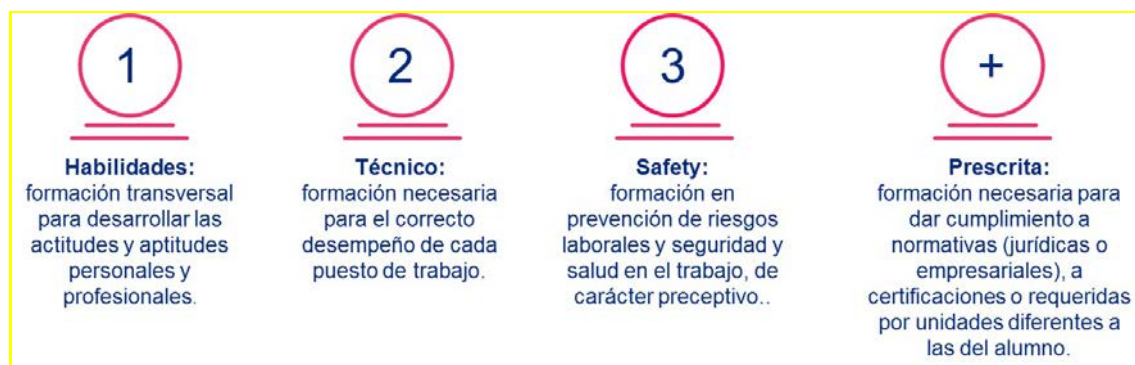 1
Habilidades:
formación transversal
para desarrollar las
actitudes y aptitudes
personales y
profesionales.
2
Técnico:
formación necesaria
para el correcto
desempeño de cada
puesto de trabajo.
3
Safety:
formación en
prevención de riesgos
laborales y seguridad y
salud en el trabajo, de
carácter preceptivo..
+
Prescrita:
formación necesaria para
dar cumplimiento a
normativas (jurídicas o
empresariales), a
certificaciones o requeridas
por unidades diferentes a
las del alumno.